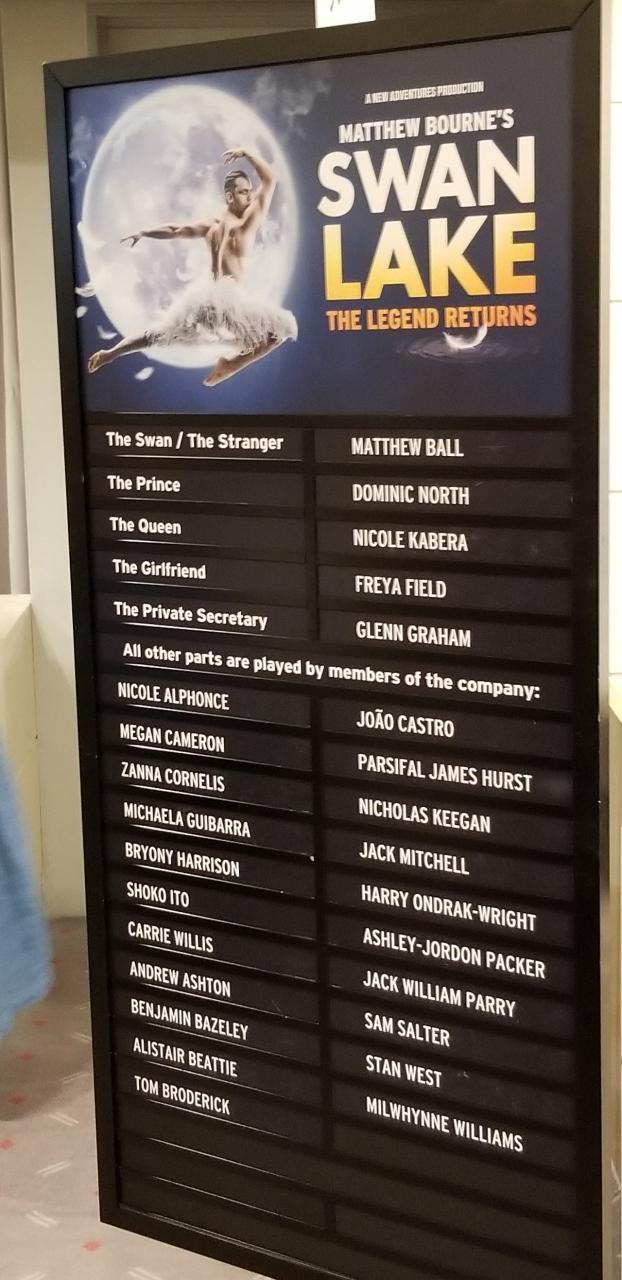 A NEW ADVENTURES PRODUCTION
MATTHEW BOURNE'S
SWAN
LAKE
THE LEGEND RETURNS
The Swan / The Stranger MATTHEW BALL
The Prince DOMINIC NORTH
The Queen NICOLE KABERA
The Girlfriend FREYA FIELD
The Private Secretary GLENN GRAHAM
All other parts are played by members of the company:
NICOLE ALPHONCE JOÃO CASTRO
MEGAN CAMERON PARSIFAL JAMES HURST
ZANNA CORNELIS NICHOLAS KEEGAN
MICHAELA GUIBARRA JACK MITCHELL
BRYONY HARRISON HARRY ONDRAK-WRIGHT
SHOKO ITO ASHLEY-JORDON PACKER
CARRIE WILLIS JACK WILLIAM PARRY
ANDREW ASHTON SAM SALTER
BENJAMIN BAZELEY STAN WEST
ALISTAIR BEATTIE MILWHYNNE WILLIAMS
TOM BRODERICK